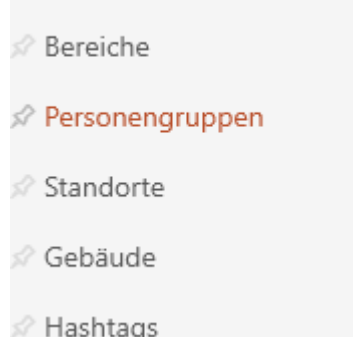 Bereiche
Personengruppen
Standorte
Gebäude
Hashtags